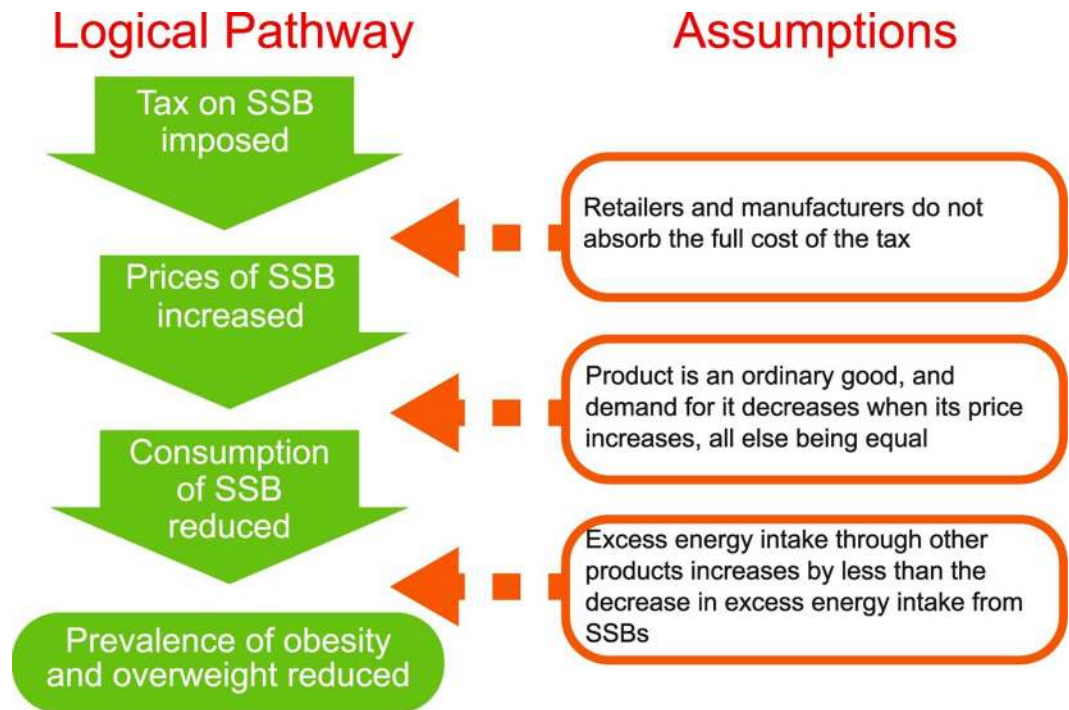 Logical Pathway
Tax on SSB
imposed
Prices of SSB
increased
Consumption
of SSB
reduced
Prevalence of obesity
and overweight reduced
Assumptions
Retailers and manufacturers do not
absorb the full cost of the tax
Product is an ordinary good, and
demand for it decreases when its price
increases, all else being equal
Excess energy intake through other
products increases by less than the
decrease in excess energy intake from
SSBs